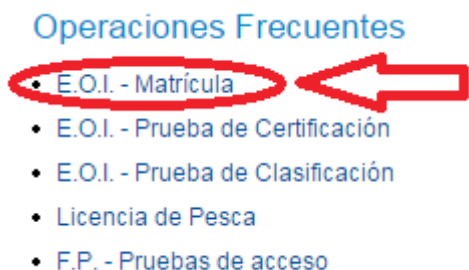 Operaciones Frecuentes
E.O.I. - Matrícula
E.O.I. - Prueba de Certificación
E.O.I. - Prueba de Clasificación
Licencia de Pesca
F.P. - Pruebas de acceso